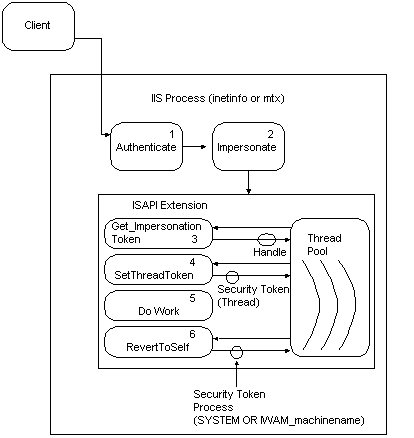 Client
IIS Process (inetinfo or mtx)
1
Authenticate
2
Impersonate
ISAPI Extension
Get_Impersonation
Token 3
Handle
Thread
Pool
4
SetThreadToken
Security Token
(Thread)
5
Do Work
6
RevertToSelf
Security Token
Process
(SYSTEM OR IWAM_machinename)